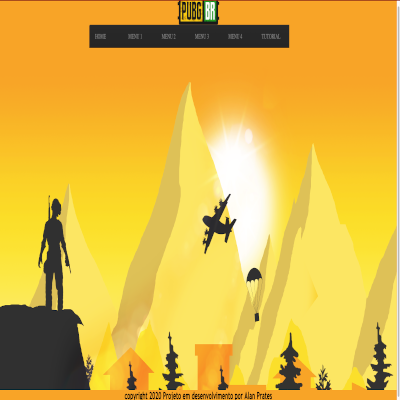 PUBG BR
HOME MENU 1 MENU 2 MENU 3 MENU 4 TUTORIAL
copyright 2020 Projeto em desenvolvimento por Alan Prates